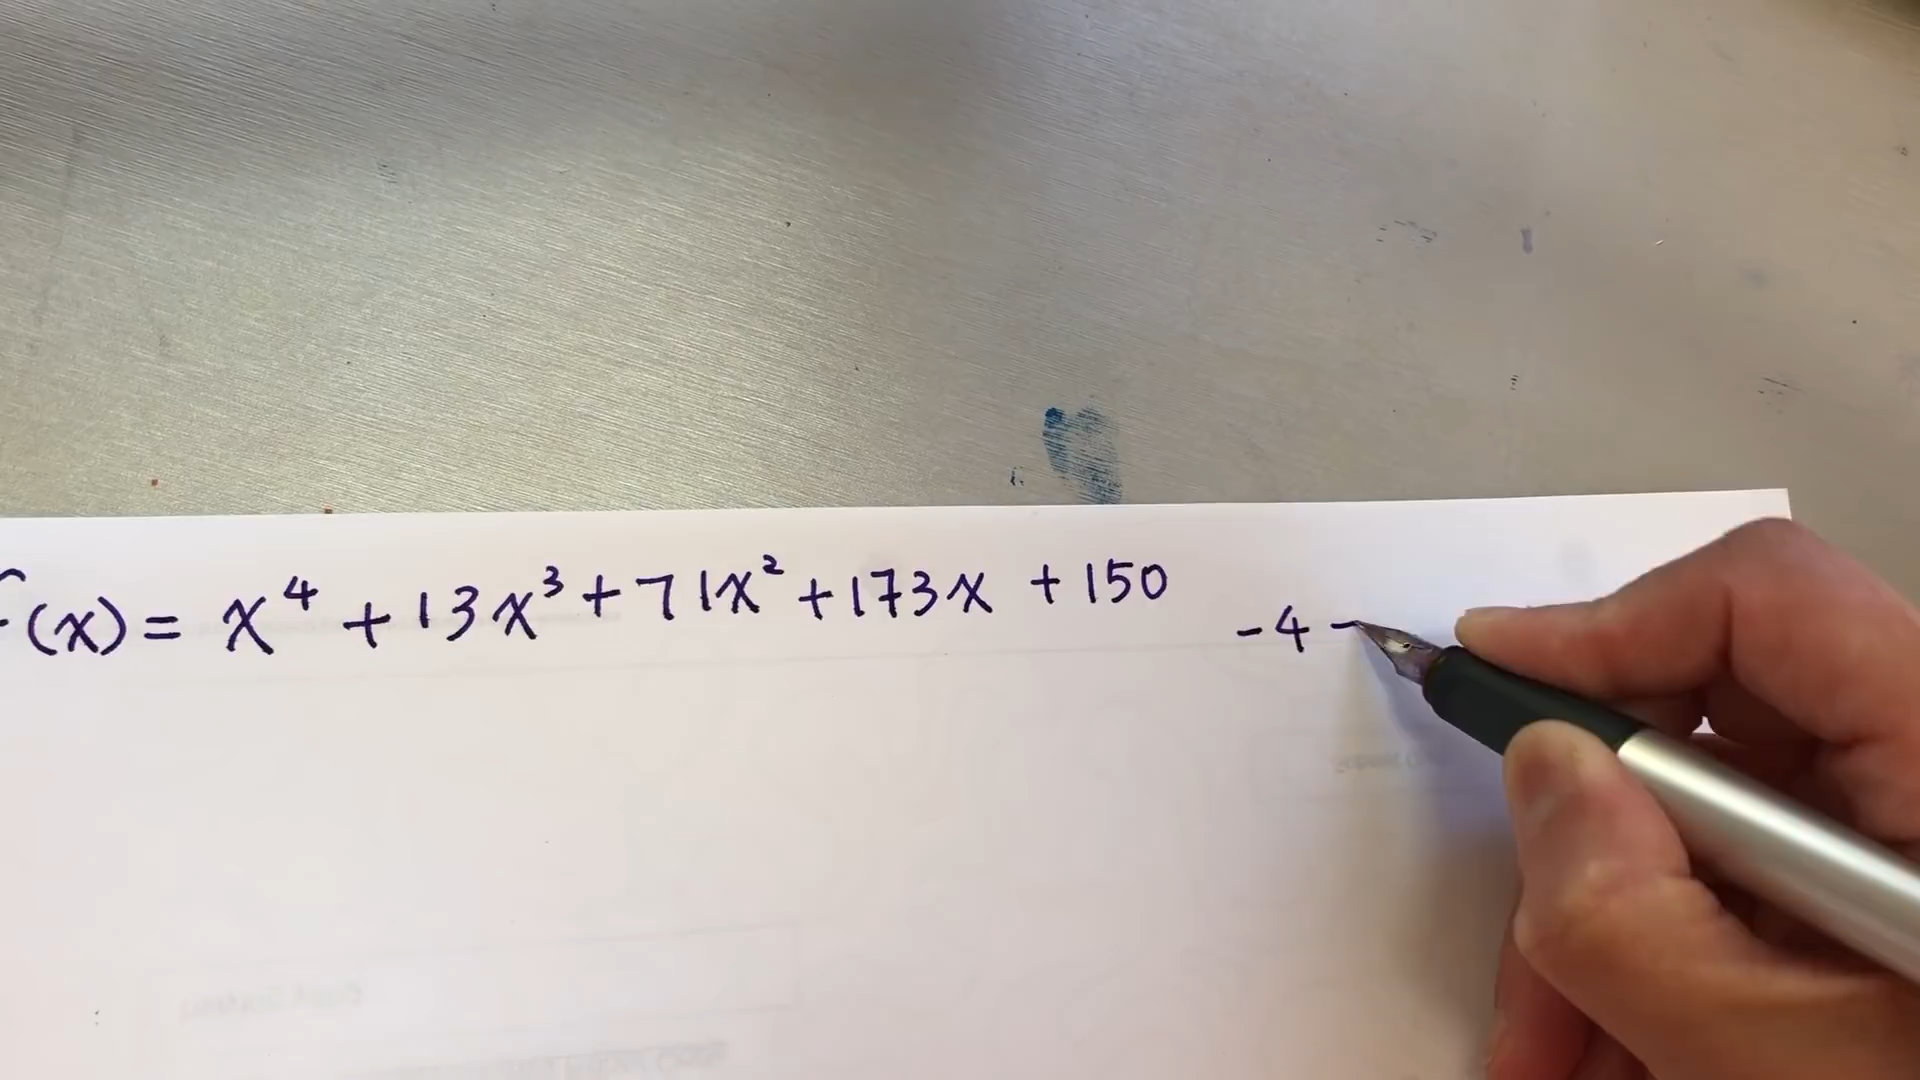 f(x) = x⁴ + 13x³ + 71x² + 173x + 150
-4 -